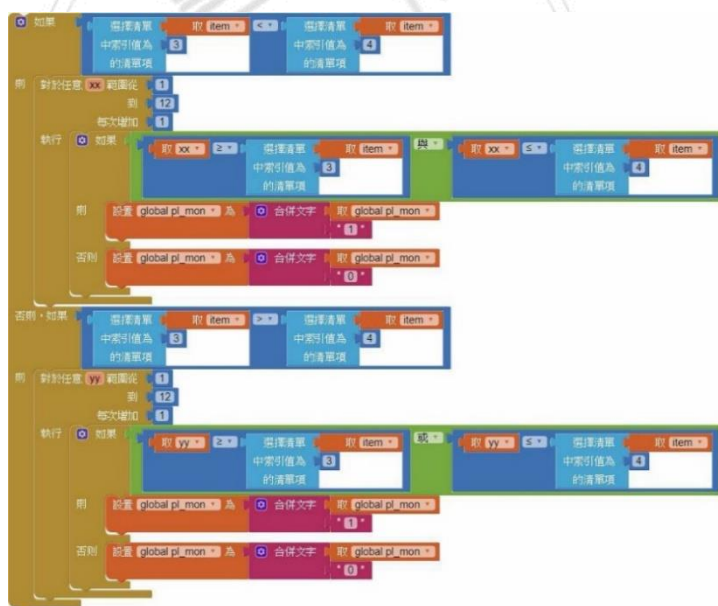 如果 選擇清單 取 item < 選擇清單 取 item
中索引值為 3 中索引值為 4
的清單項 的清單項
則 對於任意 xx 範圍從 1
到 12
每次增加 1
執行 如果 取 xx ≥ 選擇清單 取 item 與 取 xx ≤ 選擇清單 取 item
中索引值為 3 中索引值為 4
的清單項 的清單項
則 設置 global pl_mon 為 合併文字 取 global pl_mon
" 1 "
否則 設置 global pl_mon 為 合併文字 取 global pl_mon
" 0 "
否則,如果 選擇清單 取 item > 選擇清單 取 item
中索引值為 3 中索引值為 4
的清單項 的清單項
則 對於任意 yy 範圍從 1
到 12
每次增加 1
執行 如果 取 yy ≥ 選擇清單 取 item 或 取 yy ≤ 選擇清單 取 item
中索引值為 3 中索引值為 4
的清單項 的清單項
則 設置 global pl_mon 為 合併文字 取 global pl_mon
" 1 "
否則 設置 global pl_mon 為 合併文字 取 global pl_mon
" 0 "